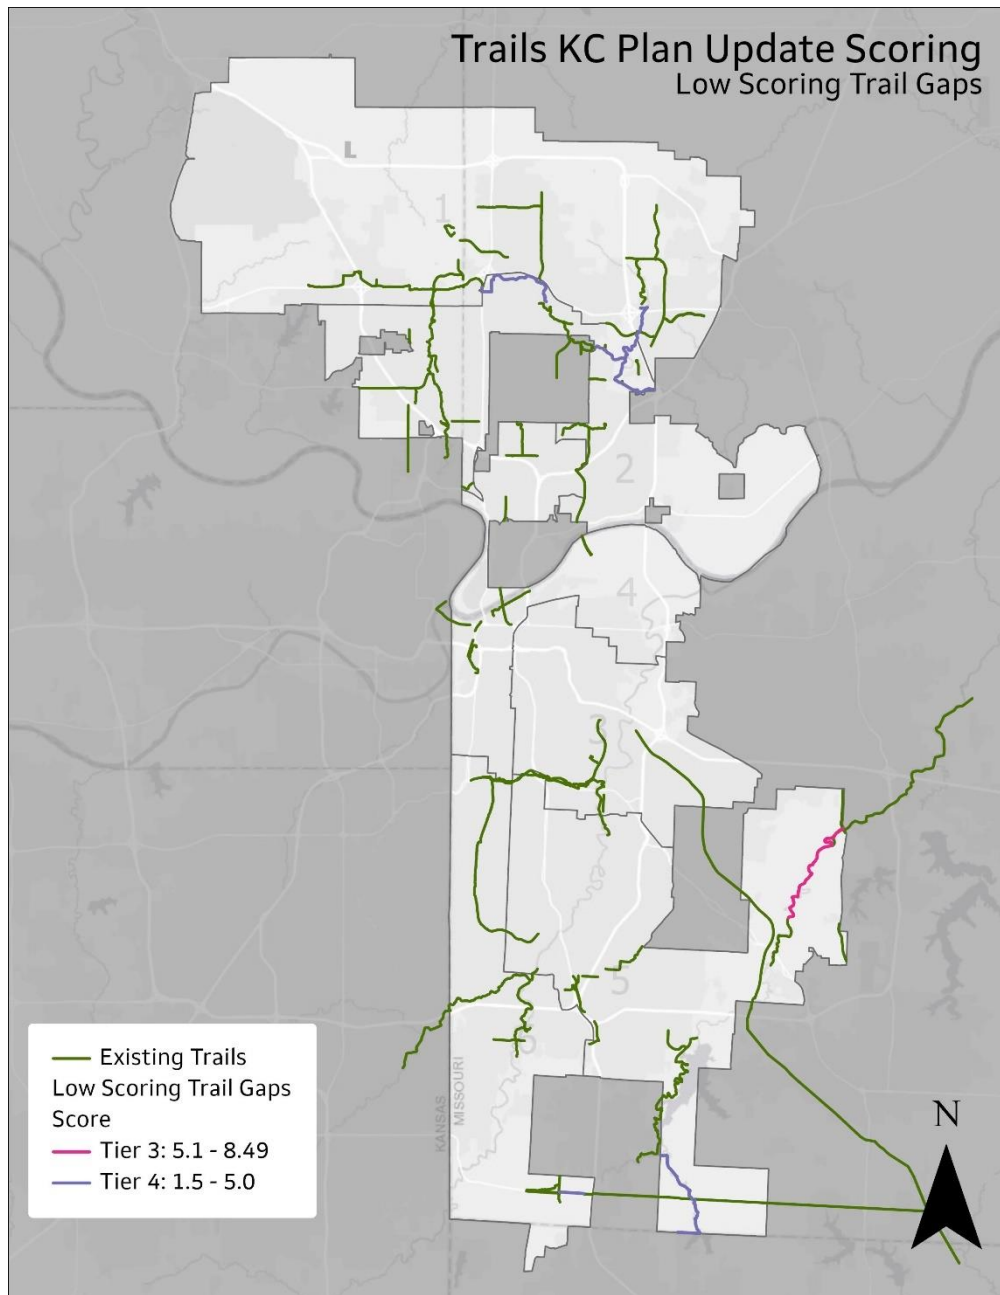 Trails KC Plan Update Scoring
Low Scoring Trail Gaps
1
2
4
3
5
6
KANSAS
MISSOURI
Existing Trails
Low Scoring Trail Gaps
Score
Tier 3: 5.1 - 8.49
Tier 4: 1.5 - 5.0
N